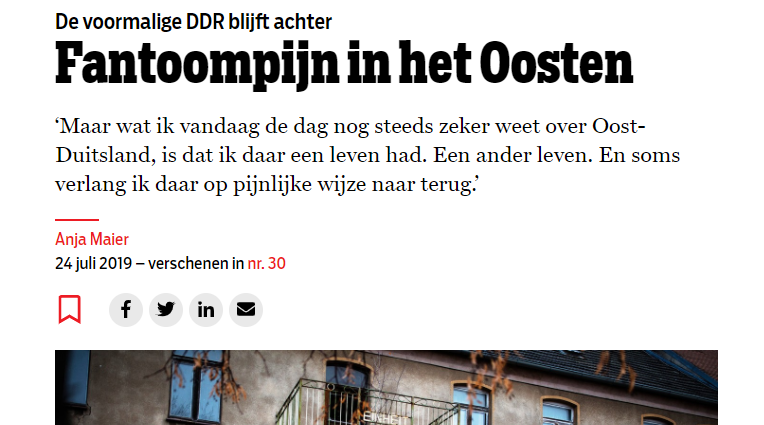 De voormalige DDR blijft achter
Fantoompijn in het Oosten
‘Maar wat ik vandaag de dag nog steeds zeker weet over Oost-
Duitsland, is dat ik daar een leven had. Een ander leven. En soms
verlang ik daar op pijnlijke wijze naar terug.’
Anja Maier
24 juli 2019 – verschenen in nr. 30
EINHEIT